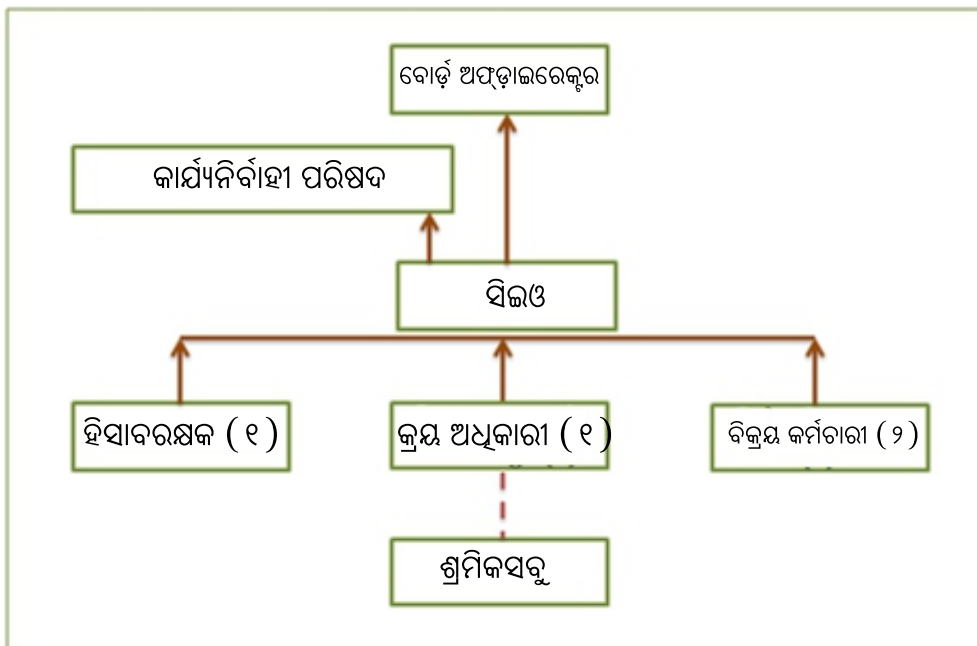 ବୋର୍ଡ଼ ଅଫ୍‌ଡ଼ାଇରେକ୍ଟର
କାର୍ଯ୍ୟନିର୍ବାହୀ ପରିଷଦ
ସିଇଓ
ହିସାବରକ୍ଷକ (୧)
କ୍ରୟ ଅଧିକାରୀ (୧)
ବିକ୍ରୟ କର୍ମଚାରୀ (୨)
ଶ୍ରମିକସବୁ